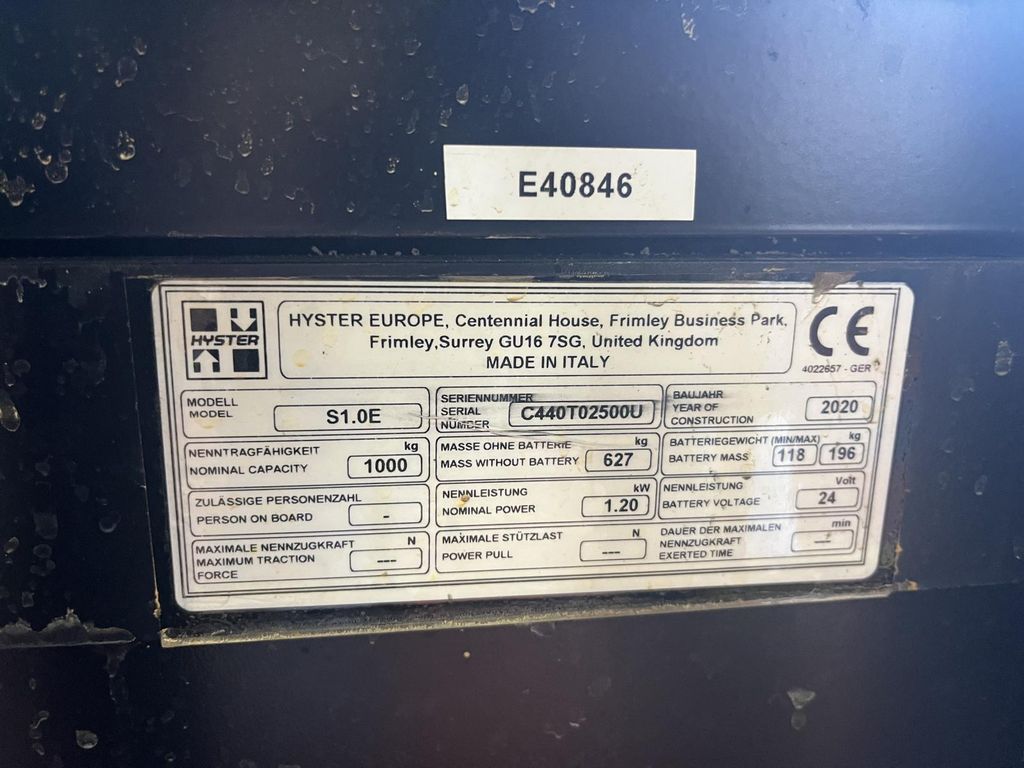 E40846
HYSTER
HYSTER EUROPE, Centennial House, Frimley Business Park,
Frimley,Surrey GU16 7SG, United Kingdom
MADE IN ITALY
CE
4022657 - GER
MODELL
MODEL
S1.0E
SERIENNUMMER
SERIAL
NUMBER
C440T02500U
BAUJAHR
YEAR OF
CONSTRUCTION
2020
NENNTRAGFÄHIGKEIT kg
NOMINAL CAPACITY
1000
MASSE OHNE BATTERIE kg
MASS WITHOUT BATTERY
627
BATTERIEGEWICHT (MIN/MAX) kg
BATTERY MASS
118 196
ZULÄSSIGE PERSONENZAHL
PERSON ON BOARD
-
NENNLEISTUNG kW
NOMINAL POWER
1.20
NENNLEISTUNG Volt
BATTERY VOLTAGE
24
MAXIMALE NENNZUGKRAFT N
MAXIMUM TRACTION
FORCE
---
MAXIMALE STÜTZLAST N
POWER PULL
---
DAUER DER MAXIMALEN min
NENNZUGKRAFT
EXERTED TIME
---